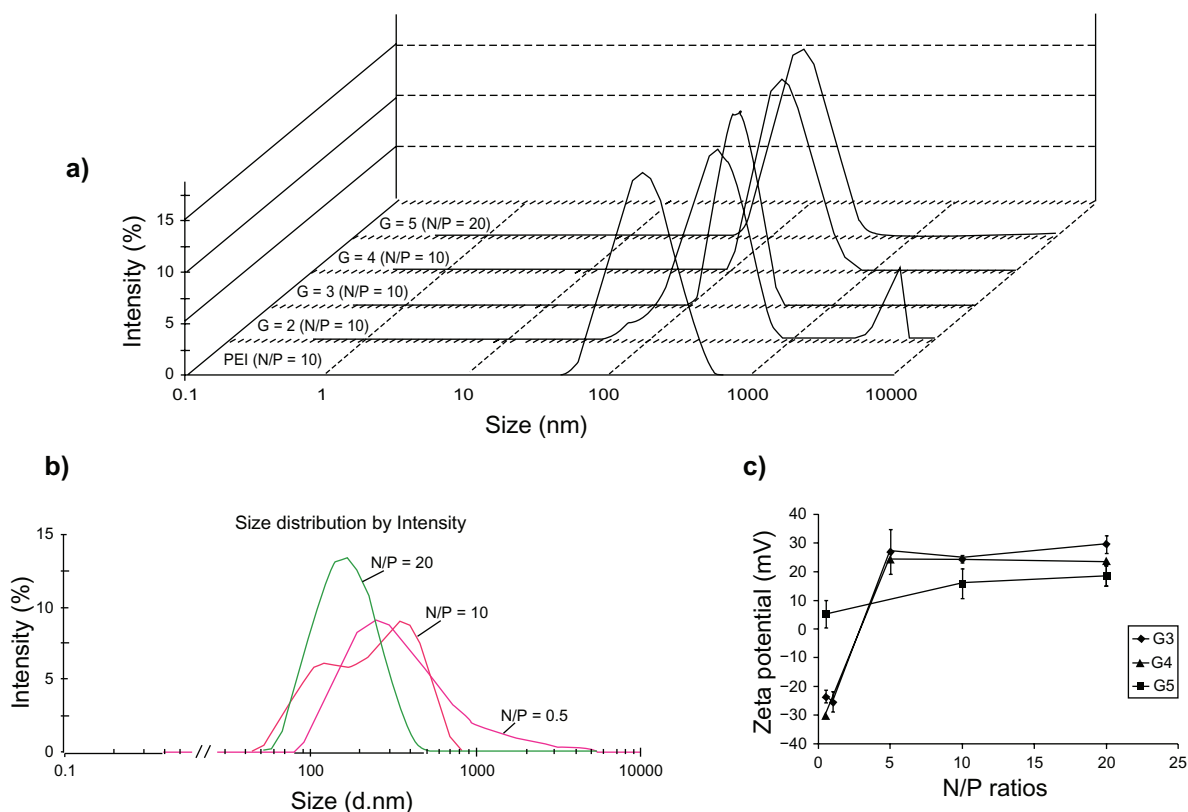 a)
Intensity (%)
15
10
5
0
G = 5 (N/P = 20)
G = 4 (N/P = 10)
G = 3 (N/P = 10)
G = 2 (N/P = 10)
PEI (N/P = 10)
0.1
1
10
100
1000
10000
Size (nm)
b)
Size distribution by Intensity
Intensity (%)
15
10
5
0
N/P = 20
N/P = 10
N/P = 0.5
0.1
//
//
100
1000
10000
Size (d.nm)
c)
Zeta potential (mV)
40
30
20
10
0
−10
−20
−30
−40
0
5
10
15
20
25
N/P ratios
G3
G4
G5